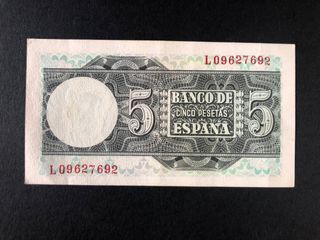 L09627692
5 BANCO DE 5
CINCO PESETAS
ESPAÑA
L09627692